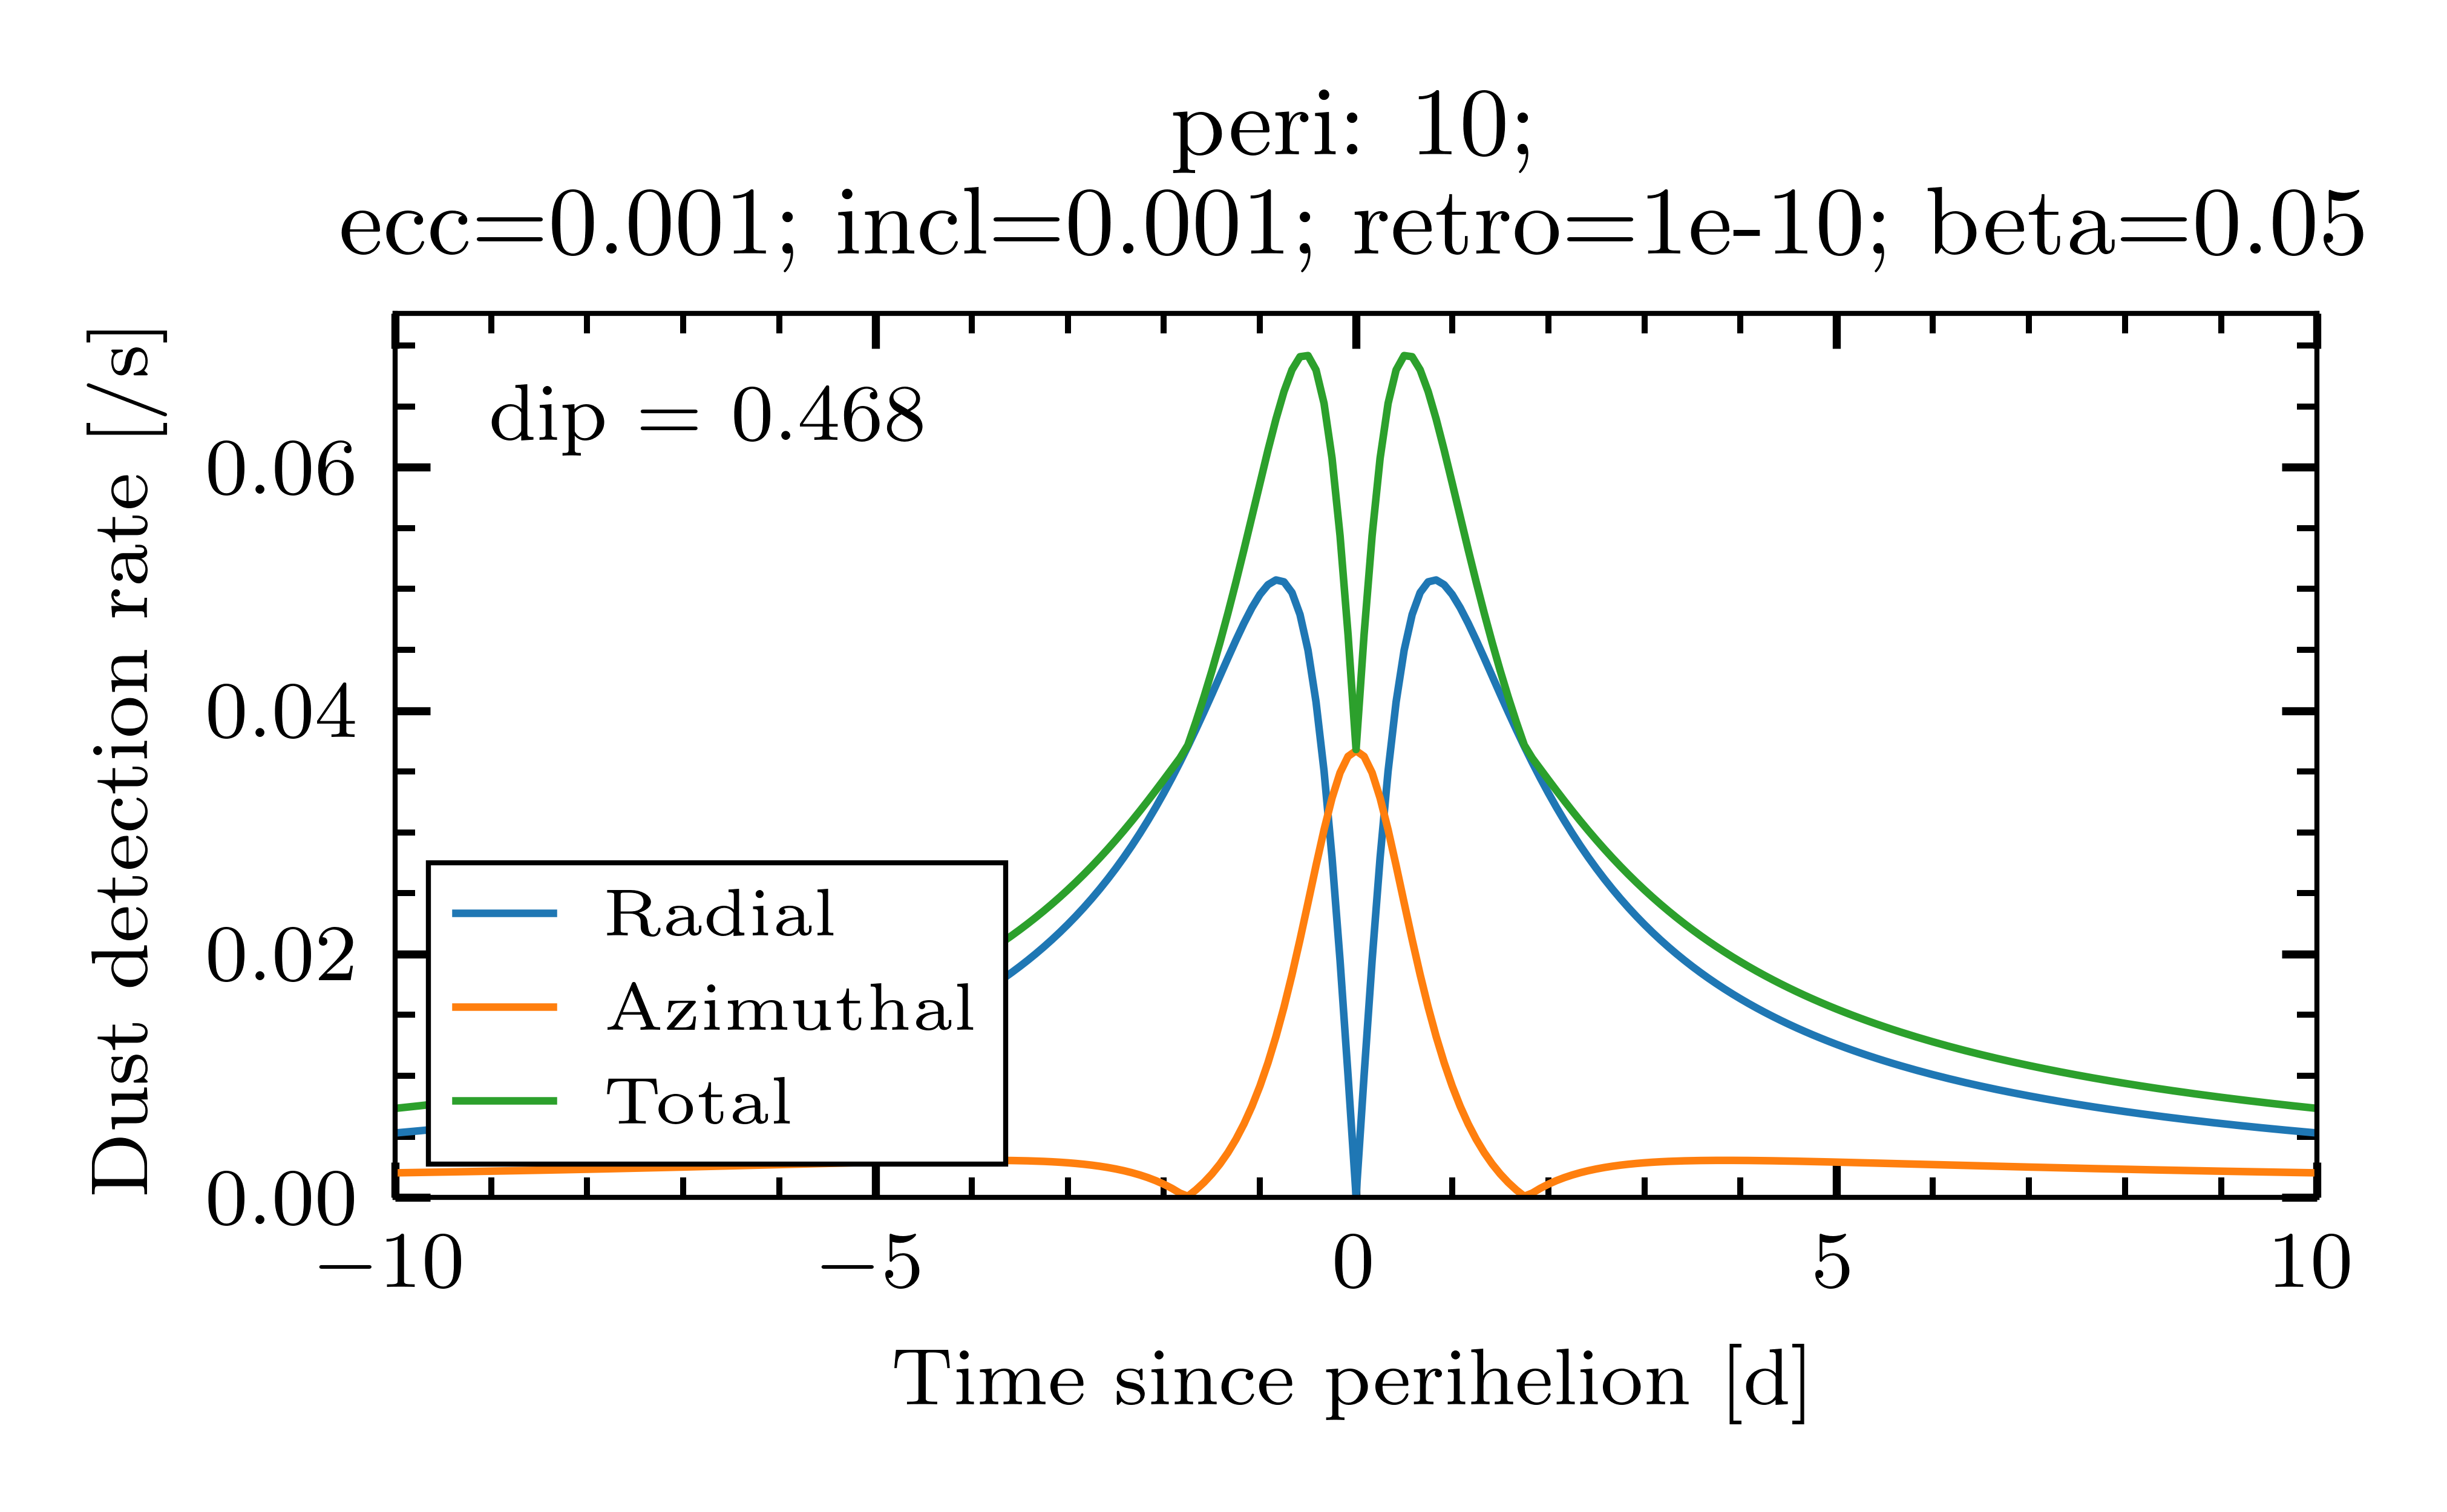 peri: 10;
ecc=0.001; incl=0.001; retro=1e-10; beta=0.05
Dust detection rate [/s]
dip = 0.468
0.06
0.04
0.02
0.00
Radial
Azimuthal
Total
−10
−5
0
5
10
Time since perihelion [d]